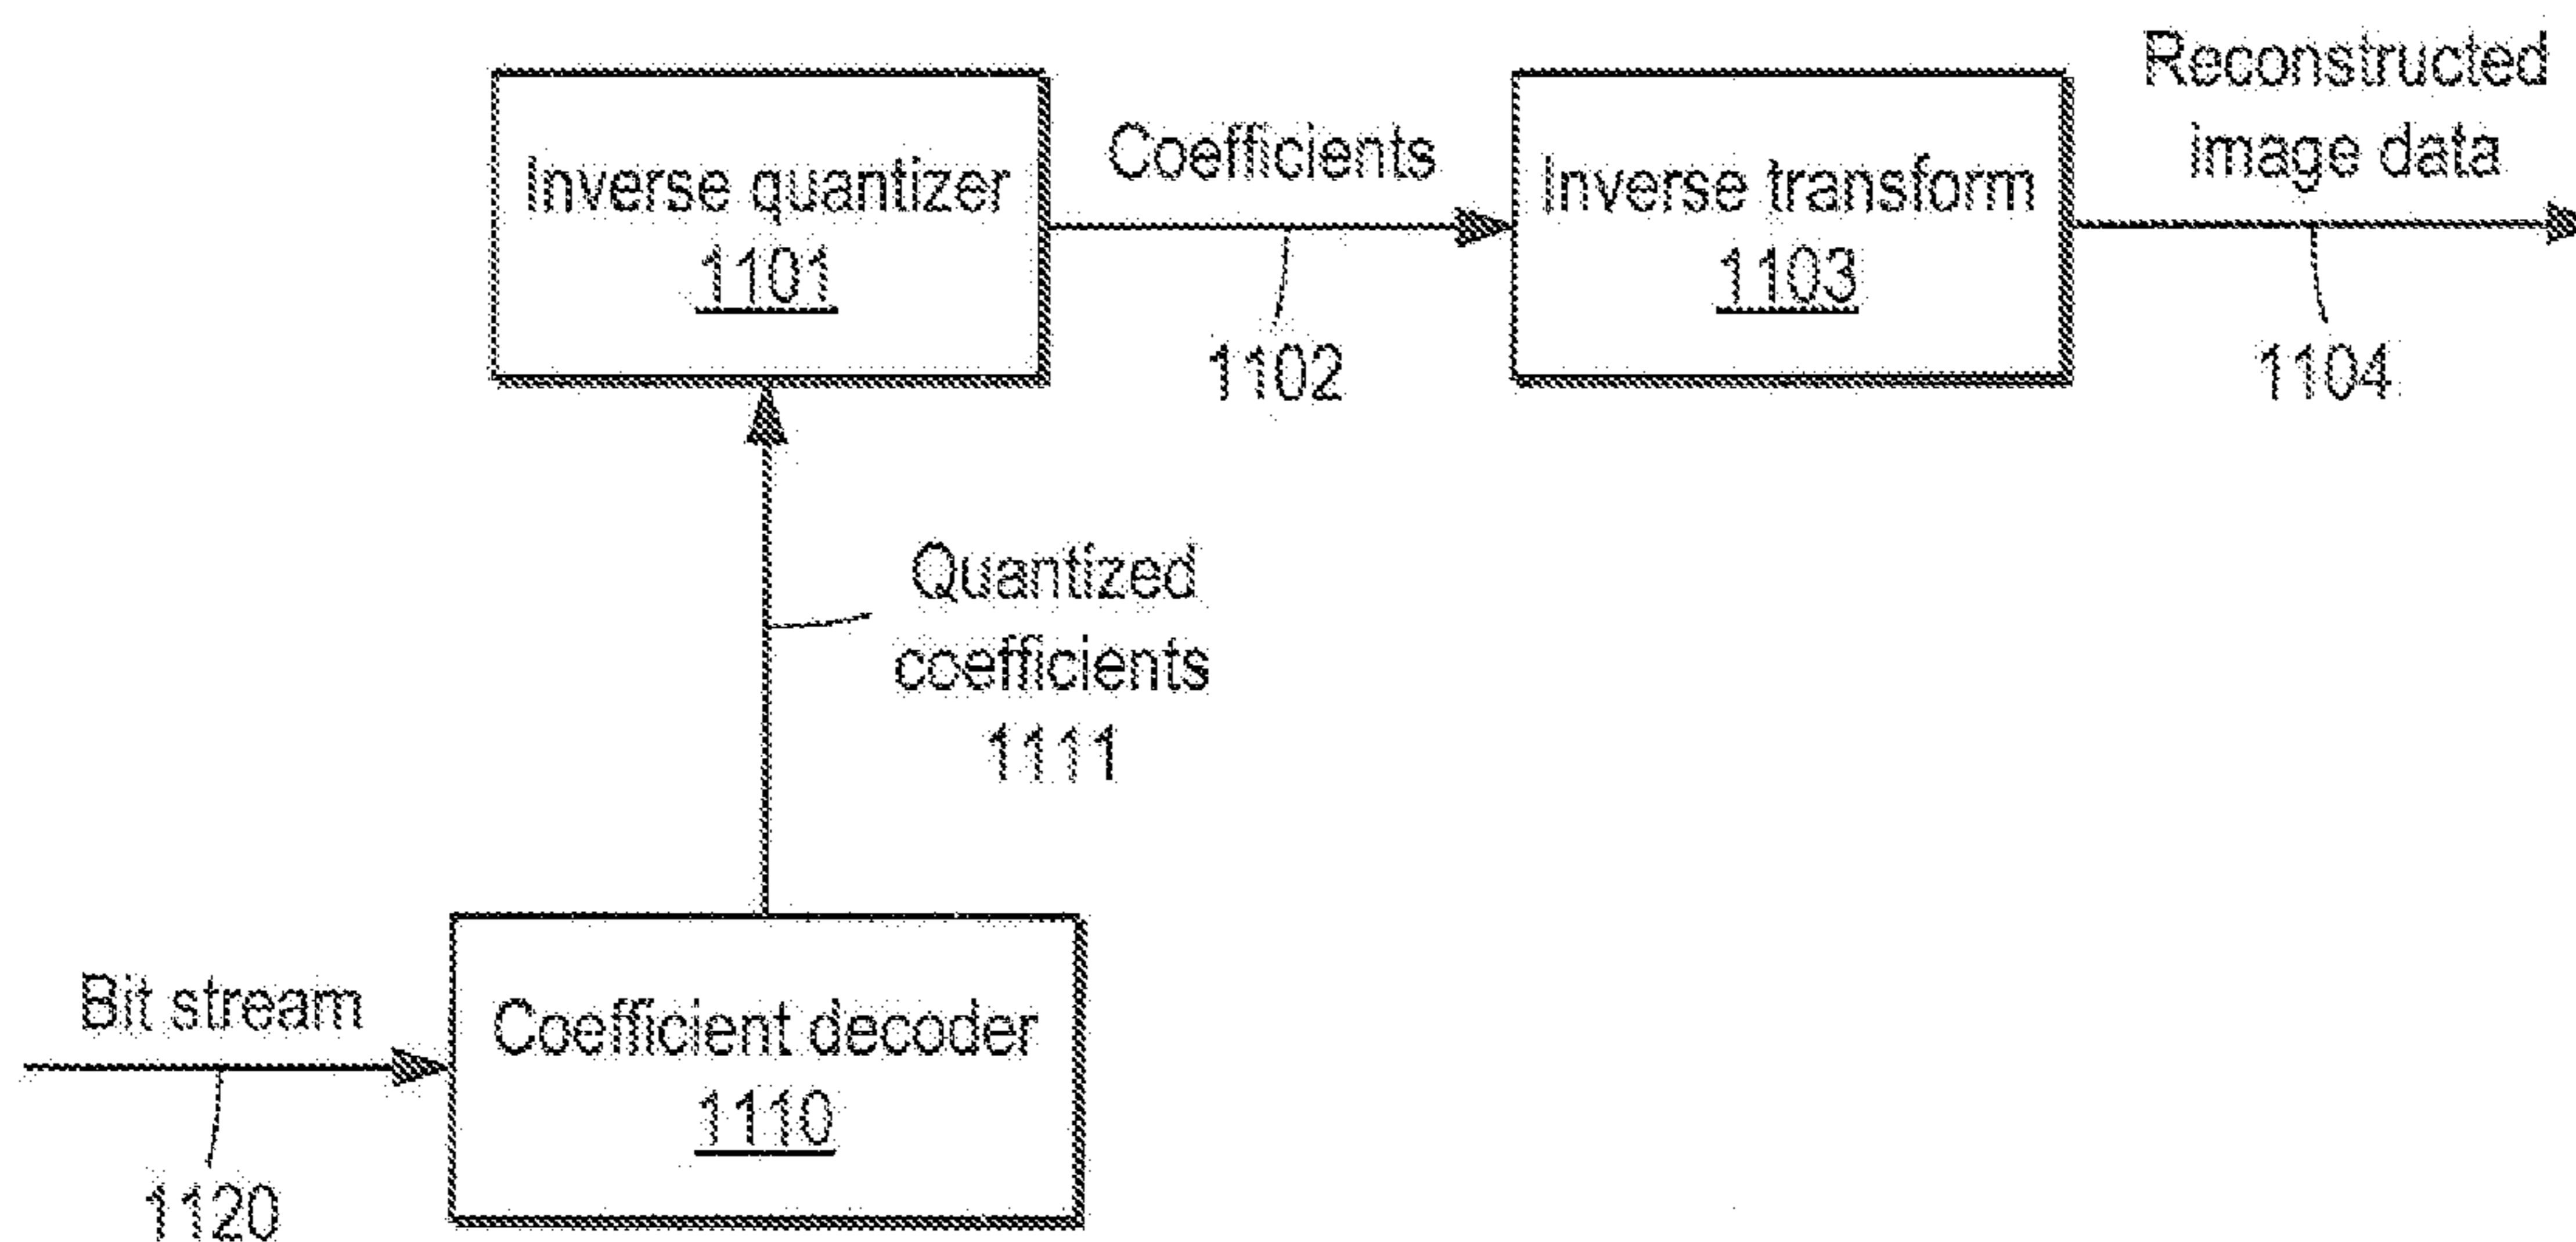 Inverse quantizer
1101
Coefficients
1102
Inverse transform
1103
Reconstructed
image data
1104
Quantized
coefficients
1111
Bit stream
1120
Coefficient decoder
1110